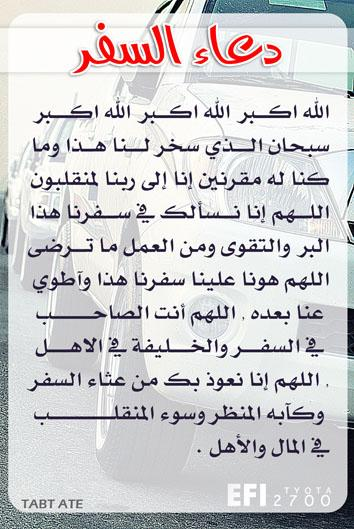 دعاء السفر
الله اكبر الله اكبر الله اكبر
سبحان الذي سخر لنا هذا وما
كنا له مقرنين إنا إلى ربنا لمنقلبون
اللهم إنا نسألك في سفرنا هذا
البر والتقوى ومن العمل ما ترضى
اللهم هونا علينا سفرنا هذا وأطوي
عنا بعده , اللهم أنت الصاحب
في السفر والخليفة في الاهل
, اللهم إنا نعوذ بك من عثاء السفر
وكآبه المنظر وسوء المنقلب
في المال والأهل .
TABT ATE
EFI TYOTA 2700